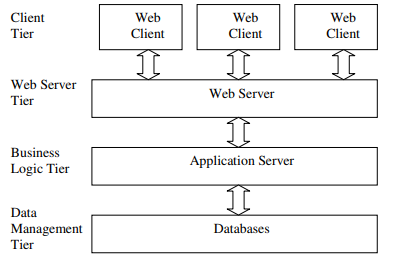 Client
Tier
Web
Client
Web
Client
Web
Client
Web Server
Tier
Web Server
Business
Logic Tier
Application Server
Data
Management
Tier
Databases